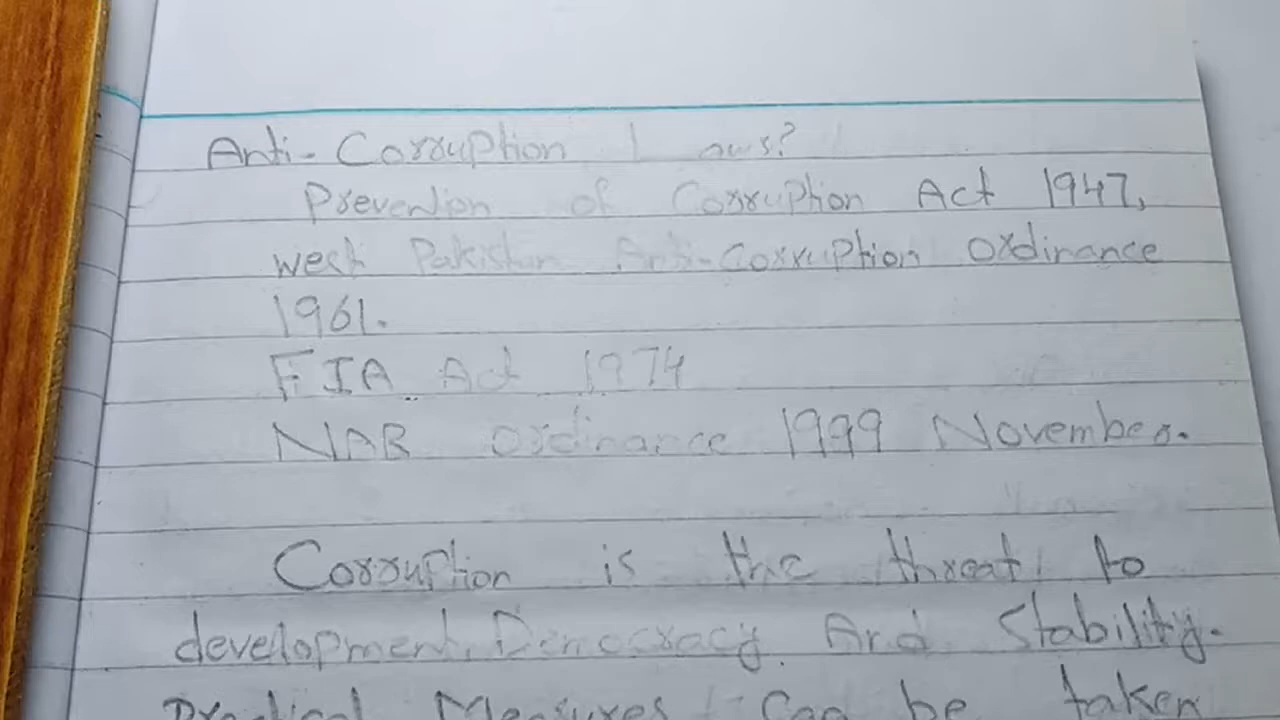 Anti-Corruption Laws?
Prevention of Corruption Act 1947,
West Pakistan Anti-Corruption Ordinance
1961.
FIA Act 1974
NAB Ordinance 1999 November.
Corruption is the threat to
development, Democracy And Stability.
Practical Measures Can be taken